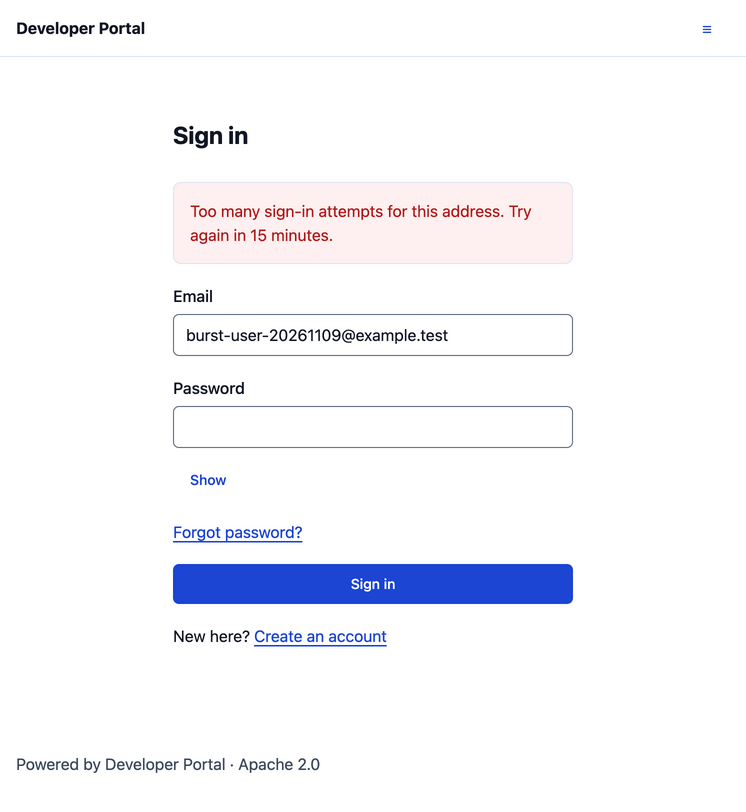 Developer Portal
Sign in
Too many sign-in attempts for this address. Try
again in 15 minutes.
Email
burst-user-20261109@example.test
Password
Show
Forgot password?
Sign in
New here? Create an account
Powered by Developer Portal · Apache 2.0